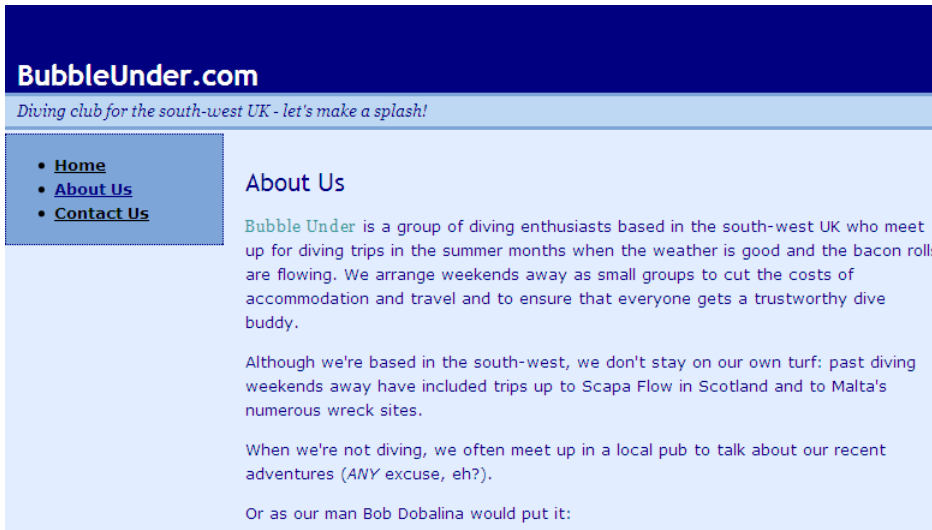 BubbleUnder.com
Diving club for the south-west UK - let's make a splash!
Home
About Us
Contact Us
About Us
Bubble Under is a group of diving enthusiasts based in the south-west UK who meet
up for diving trips in the summer months when the weather is good and the bacon rolls
are flowing. We arrange weekends away as small groups to cut the costs of
accommodation and travel and to ensure that everyone gets a trustworthy dive
buddy.
Although we're based in the south-west, we don't stay on our own turf: past diving
weekends away have included trips up to Scapa Flow in Scotland and to Malta's
numerous wreck sites.
When we're not diving, we often meet up in a local pub to talk about our recent
adventures (ANY excuse, eh?).
Or as our man Bob Dobalina would put it: